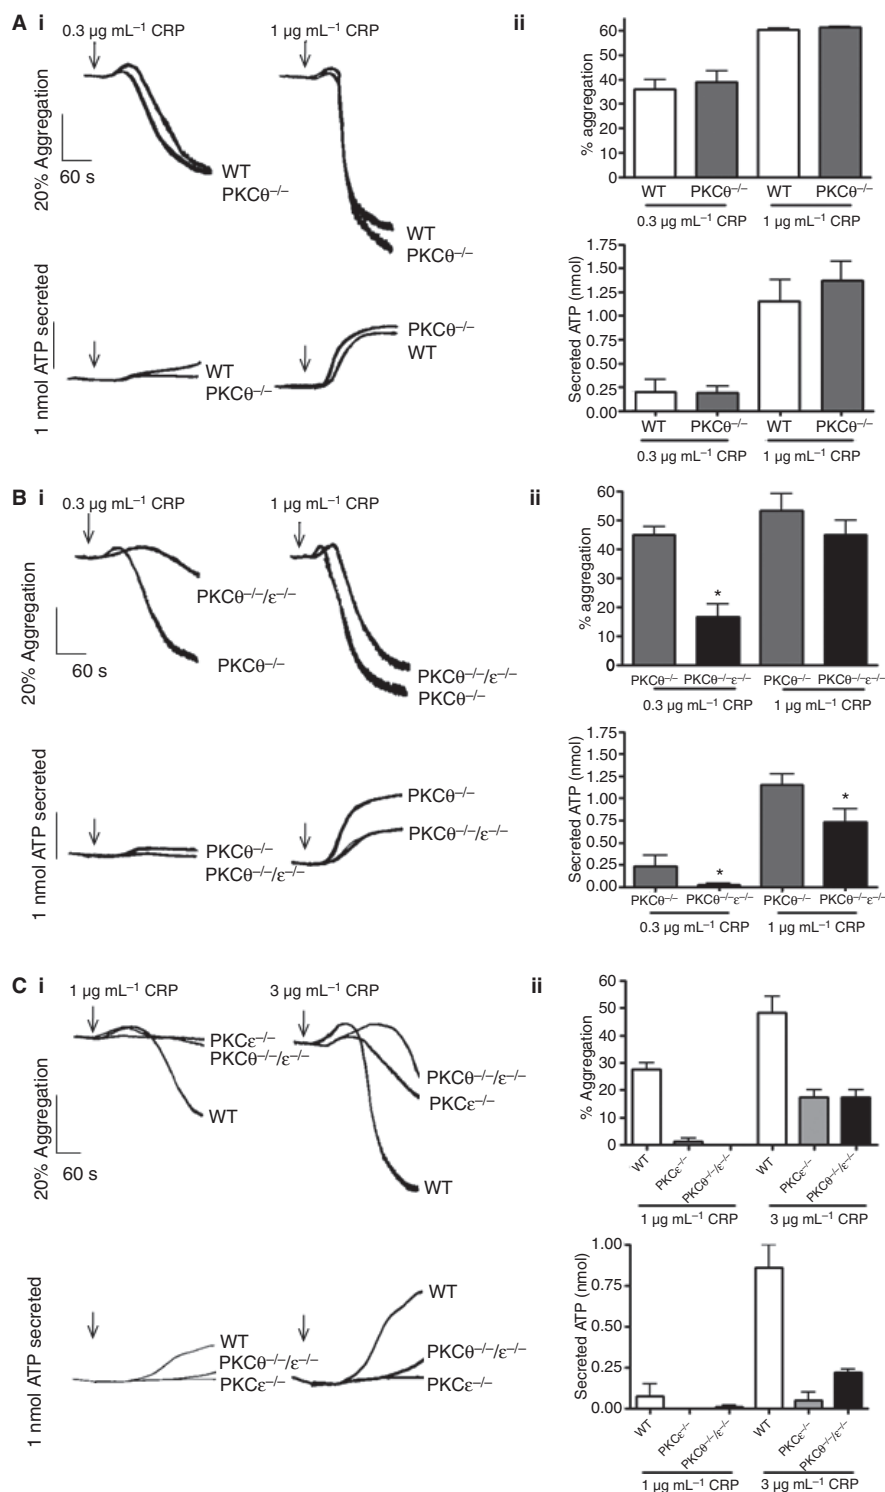 A i
0.3 µg mL⁻¹ CRP
1 µg mL⁻¹ CRP
20% Aggregation
60 s
WT
PKCθ⁻/⁻
WT
PKCθ⁻/⁻
1 nmol ATP secreted
WT
PKCθ⁻/⁻
PKCθ⁻/⁻
WT
ii
% aggregation
60
50
40
30
20
10
0
WT PKCθ⁻/⁻ WT PKCθ⁻/⁻
0.3 µg mL⁻¹ CRP 1 µg mL⁻¹ CRP
Secreted ATP (nmol)
1.75
1.50
1.25
1.00
0.75
0.50
0.25
0.00
WT PKCθ⁻/⁻ WT PKCθ⁻/⁻
0.3 µg mL⁻¹ CRP 1 µg mL⁻¹ CRP
B i
0.3 µg mL⁻¹ CRP
1 µg mL⁻¹ CRP
20% Aggregation
60 s
PKCθ⁻/⁻/ε⁻/⁻
PKCθ⁻/⁻
PKCθ⁻/⁻/ε⁻/⁻
PKCθ⁻/⁻
1 nmol ATP secreted
PKCθ⁻/⁻
PKCθ⁻/⁻/ε⁻/⁻
PKCθ⁻/⁻
PKCθ⁻/⁻/ε⁻/⁻
ii
% aggregation
60
50
40
30
20
10
0
*
PKCθ⁻/⁻ PKCθ⁻/⁻ε⁻/⁻ PKCθ⁻/⁻ PKCθ⁻/⁻ε⁻/⁻
0.3 µg mL⁻¹ CRP 1 µg mL⁻¹ CRP
Secreted ATP (nmol)
1.75
1.50
1.25
1.00
0.75
0.50
0.25
0.00
*
*
PKCθ⁻/⁻ PKCθ⁻/⁻ε⁻/⁻ PKCθ⁻/⁻ PKCθ⁻/⁻ε⁻/⁻
0.3 µg mL⁻¹ CRP 1 µg mL⁻¹ CRP
C i
1 µg mL⁻¹ CRP
3 µg mL⁻¹ CRP
20% Aggregation
60 s
PKCε⁻/⁻
PKCθ⁻/⁻/ε⁻/⁻
WT
PKCθ⁻/⁻/ε⁻/⁻
PKCε⁻/⁻
WT
1 nmol ATP secreted
WT
PKCθ⁻/⁻/ε⁻/⁻
PKCε⁻/⁻
WT
PKCθ⁻/⁻/ε⁻/⁻
PKCε⁻/⁻
ii
% Aggregation
60
50
40
30
20
10
0
WT PKCε⁻/⁻ PKCθ⁻/⁻/ε⁻/⁻ WT PKCε⁻/⁻ PKCθ⁻/⁻/ε⁻/⁻
1 µg mL⁻¹ CRP 3 µg mL⁻¹ CRP
Secreted ATP (nmol)
1.00
0.75
0.50
0.25
0.00
WT PKCε⁻/⁻ PKCθ⁻/⁻/ε⁻/⁻ WT PKCε⁻/⁻ PKCθ⁻/⁻/ε⁻/⁻
1 µg mL⁻¹ CRP 3 µg mL⁻¹ CRP